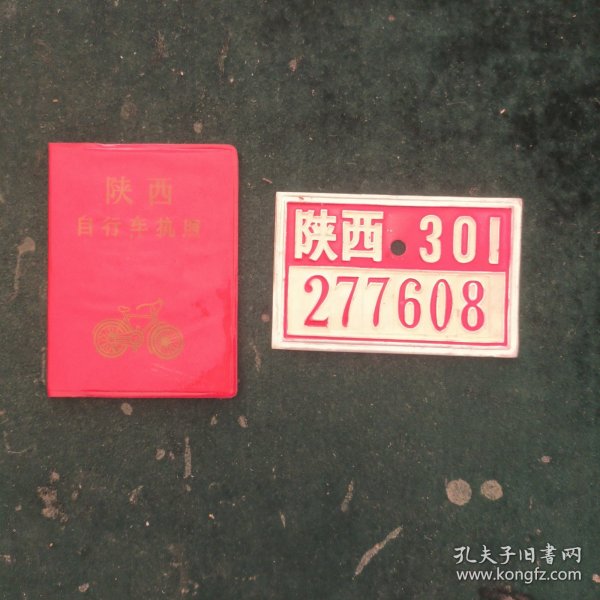 陕西
自行车执照
陕西 301
277608
孔夫子旧书网
www.kongfz.com